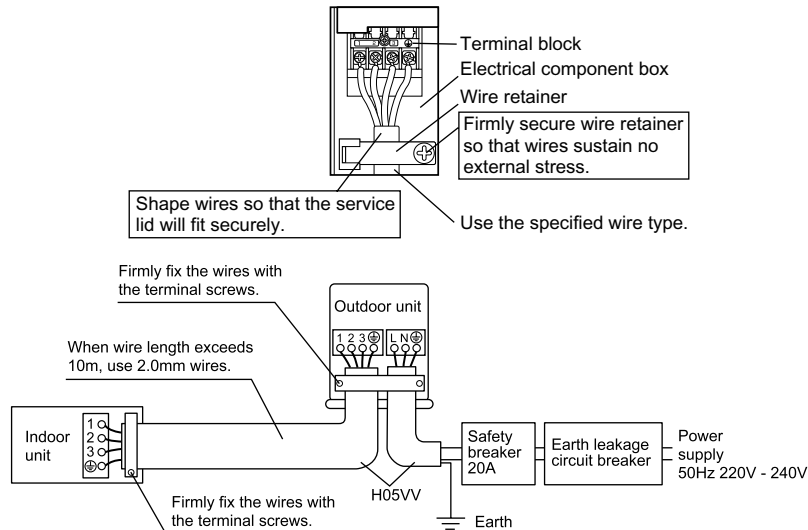 1 2 3
Terminal block
Electrical component box
Wire retainer
Firmly secure wire retainer
so that wires sustain no
external stress.
Shape wires so that the service
lid will fit securely.
Use the specified wire type.
Firmly fix the wires with
the terminal screws.
Outdoor unit
1 2 3
L N
When wire length exceeds
10m, use 2.0mm wires.
Indoor
unit
1
2
3
Safety
breaker
20A
Earth leakage
circuit breaker
Power
supply
50Hz 220V - 240V
H05VV
Firmly fix the wires with
the terminal screws.
Earth